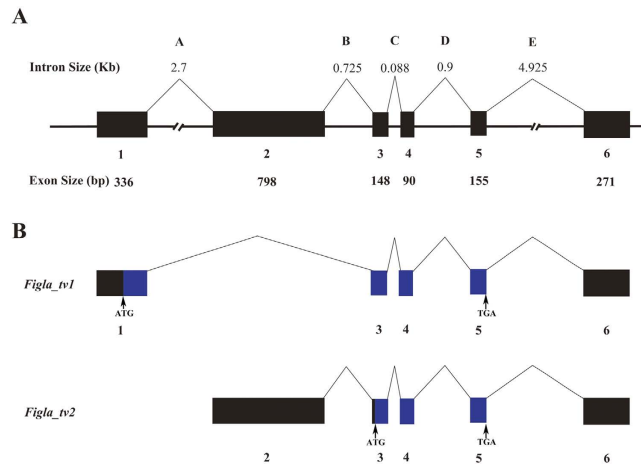 A
A B C D E
Intron Size (Kb) 2.7 0.725 0.088 0.9 4.925
1 2 3 4 5 6
Exon Size (bp) 336 798 148 90 155 271
B
Figla_tv1
ATG TGA
1 3 4 5 6
Figla_tv2
ATG TGA
2 3 4 5 6